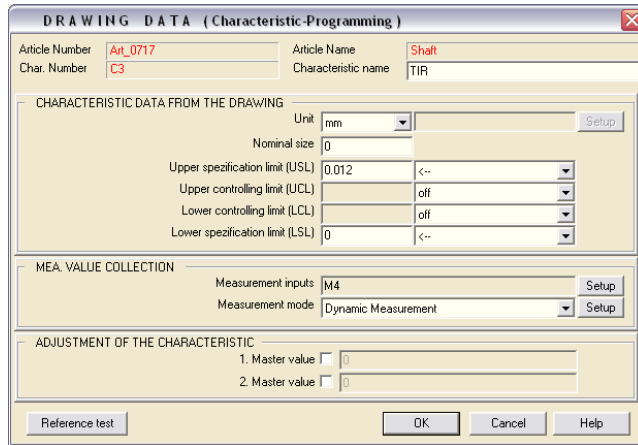 DRAWING DATA (Characteristic-Programming)
Article Number Art_0717 Article Name Shaft
Char. Number C3 Characteristic name TIR
CHARACTERISTIC DATA FROM THE DRAWING
Unit mm Setup
Nominal size 0
Upper spezification limit (USL) 0.012 <--
Upper controlling limit (UCL) off
Lower controlling limit (LCL) off
Lower spezification limit (LSL) 0 <--
MEA. VALUE COLLECTION
Measurement inputs M4 Setup
Measurement mode Dynamic Measurement Setup
ADJUSTMENT OF THE CHARACTERISTIC
1. Master value 0
2. Master value 0
Reference test OK Cancel Help